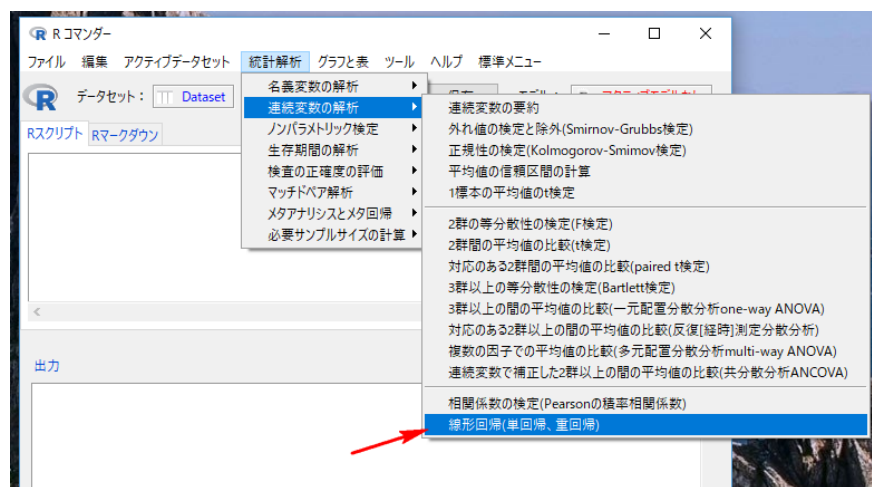 R コマンダー
ファイル 編集 アクティブデータセット 統計解析 グラフと表 ツール ヘルプ 標準メニュー
R データセット: Dataset
Rスクリプト Rマークダウン
名義変数の解析
連続変数の解析
ノンパラメトリック検定
生存期間の解析
検査の正確度の評価
マッチドペア解析
メタアナリシスとメタ回帰
必要サンプルサイズの計算
連続変数の要約
外れ値の検定と除外(Smirnov-Grubbs検定)
正規性の検定(Kolmogorov-Smirnov検定)
平均値の信頼区間の計算
1標本の平均値のt検定
2群の等分散性の検定(F検定)
2群間の平均値の比較(t検定)
対応のある2群間の平均値の比較(paired t検定)
3群以上の等分散性の検定(Bartlett検定)
3群以上の間の平均値の比較(一元配置分散分析one-way ANOVA)
対応のある2群以上の間の平均値の比較(反復[経時]測定分散分析)
複数の因子での平均値の比較(多元配置分散分析multi-way ANOVA)
連続変数で補正した2群以上の間の平均値の比較(共分散分析ANCOVA)
相関係数の検定(Pearsonの積率相関係数)
線形回帰(単回帰、重回帰)
出力